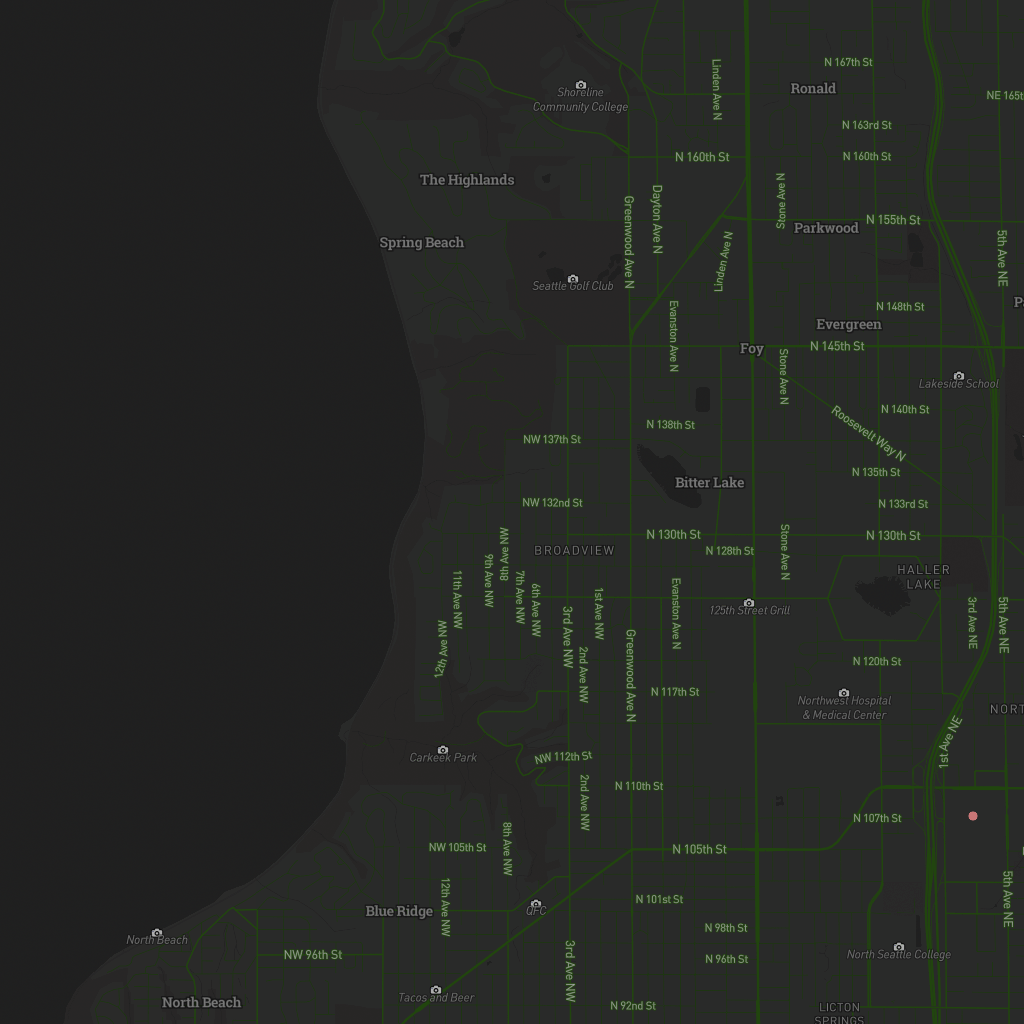 N 167th St
Linden Ave N
Ronald
Shoreline
Community College
NE 165t
N 163rd St
N 160th St
N 160th St
The Highlands
Stone Ave N
Dayton Ave N
Greenwood Ave N
N 155th St
Parkwood
Spring Beach
Linden Ave N
5th Ave NE
Seattle Golf Club
N 148th St
Evanston Ave N
Evergreen
N 145th St
Foy
Stone Ave N
Lakeside School
N 140th St
Roosevelt Way N
N 138th St
NW 137th St
N 135th St
Bitter Lake
NW 132nd St
N 133rd St
N 130th St
N 130th St
8th Ave NW
BROADVIEW
N 128th St
Stone Ave N
HALLER
LAKE
9th Ave NW
11th Ave NW
7th Ave NW
6th Ave NW
1st Ave NW
Evanston Ave N
125th Street Grill
3rd Ave NE
5th Ave NE
3rd Ave NW
12th Ave NW
2nd Ave NW
Greenwood Ave N
N 120th St
N 117th St
Northwest Hospital
& Medical Center
NORT
1st Ave NE
Carkeek Park
NW 112th St
N 110th St
2nd Ave NW
N 107th St
8th Ave NW
NW 105th St
N 105th St
12th Ave NW
5th Ave NE
N 101st St
Blue Ridge
QFC
N 98th St
North Beach
NW 96th St
3rd Ave NW
N 96th St
North Seattle College
Tacos and Beer
North Beach
N 92nd St
LICTON
SPRINGS